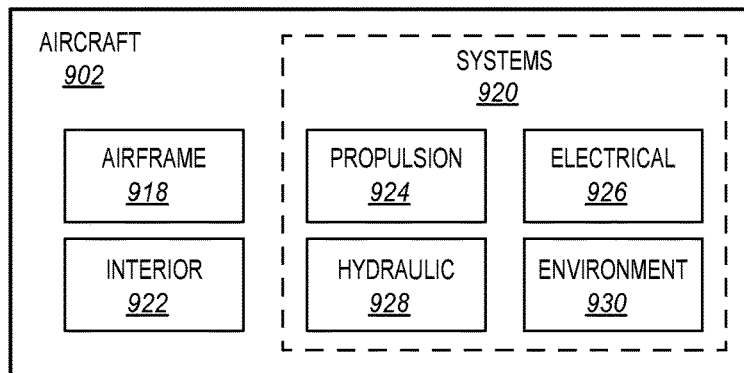 AIRCRAFT
902
SYSTEMS
920
AIRFRAME
918
PROPULSION
924
ELECTRICAL
926
INTERIOR
922
HYDRAULIC
928
ENVIRONMENT
930